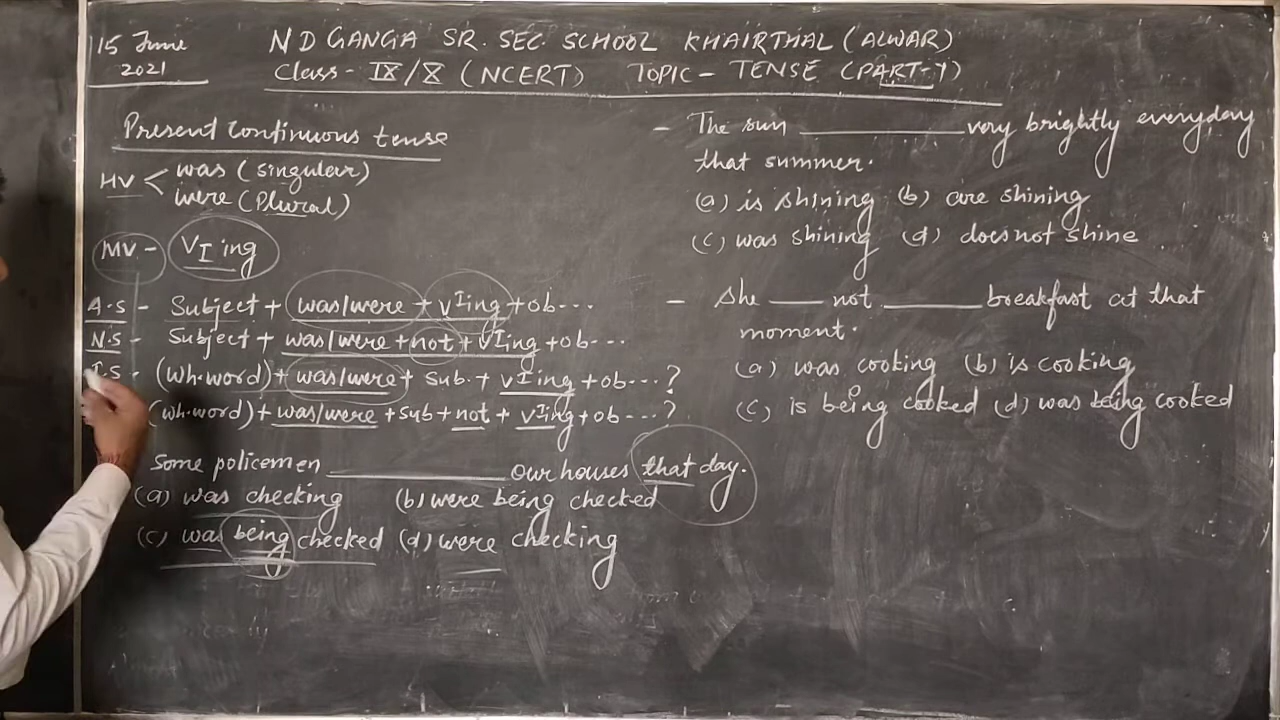 15 June
2021
N D GANGA SR. SEC. SCHOOL KHAIRTHAL (ALWAR)
Class - IX/X (NCERT) TOPIC - TENSE (PART-Y)
Present continuous tense
HV < was (singular)
were (Plural)
MV - VI ing
A.S - Subject + was/were + VIing + ob...
N.S - Subject + was/were + not + VIing + ob...
I.S - (wh.word) + was/were + sub. + VIing + ob...?
(wh.word) + was/were + sub + not + VIing + ob...?
Some policemen __________ our houses that day.
(a) was checking (b) were being checked
(c) was being checked (d) were checking
- The sun __________ very brightly everyday
that summer.
(a) is shining (b) are shining
(c) was shining (d) does not shine
- She ____ not ______ breakfast at that
moment.
(a) was cooking (b) is cooking
(c) is being cooked (d) was being cooked